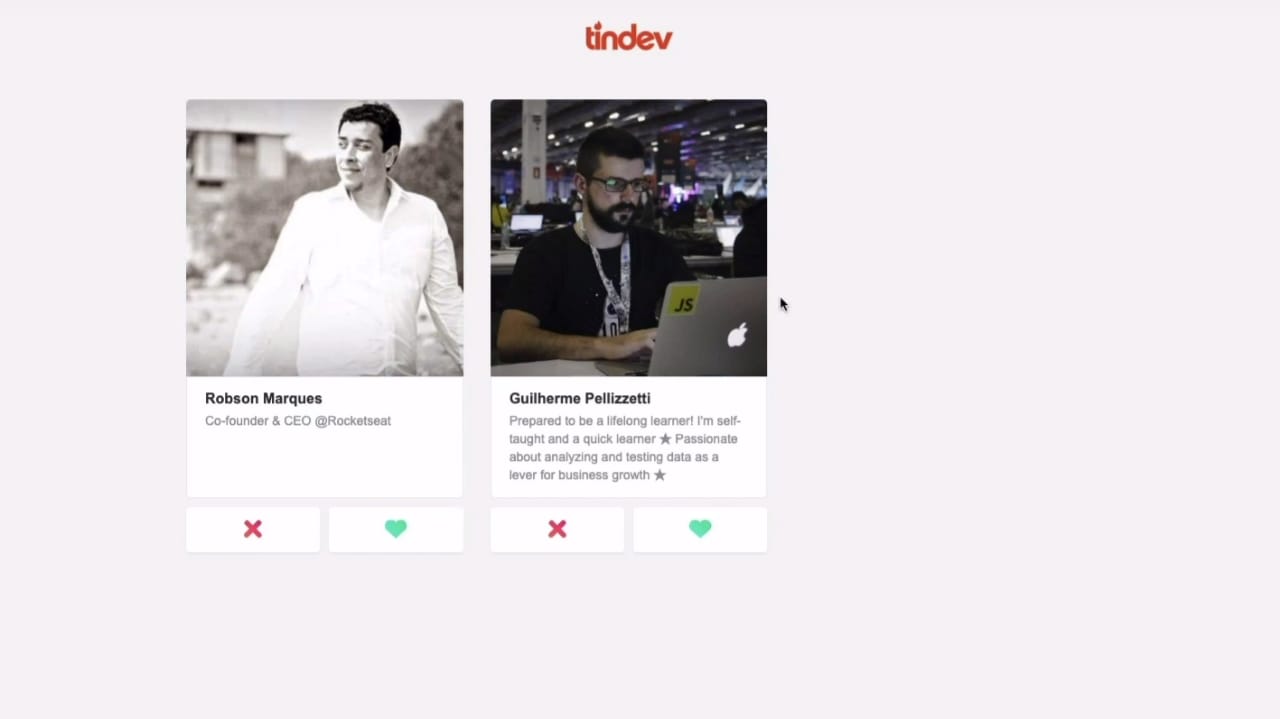 tindev
JS
Robson Marques
Co-founder & CEO @Rocketseat
Guilherme Pellizzetti
Prepared to be a lifelong learner! I'm self-
taught and a quick learner ★ Passionate
about analyzing and testing data as a
lever for business growth ★